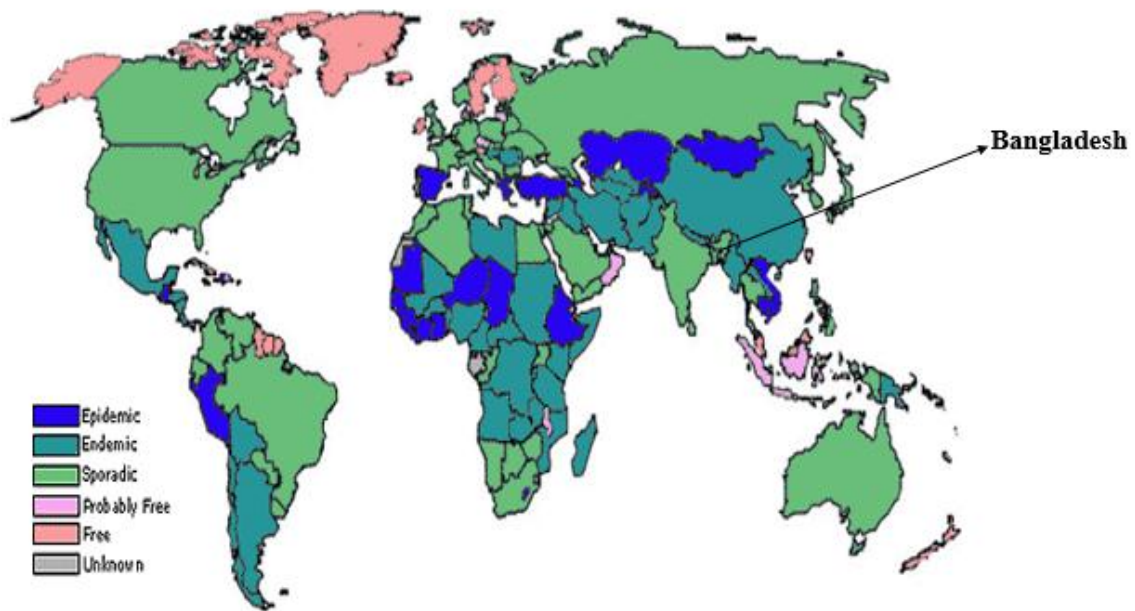 Bangladesh
Epidemic
Endemic
Sporadic
Probably Free
Free
Unknown